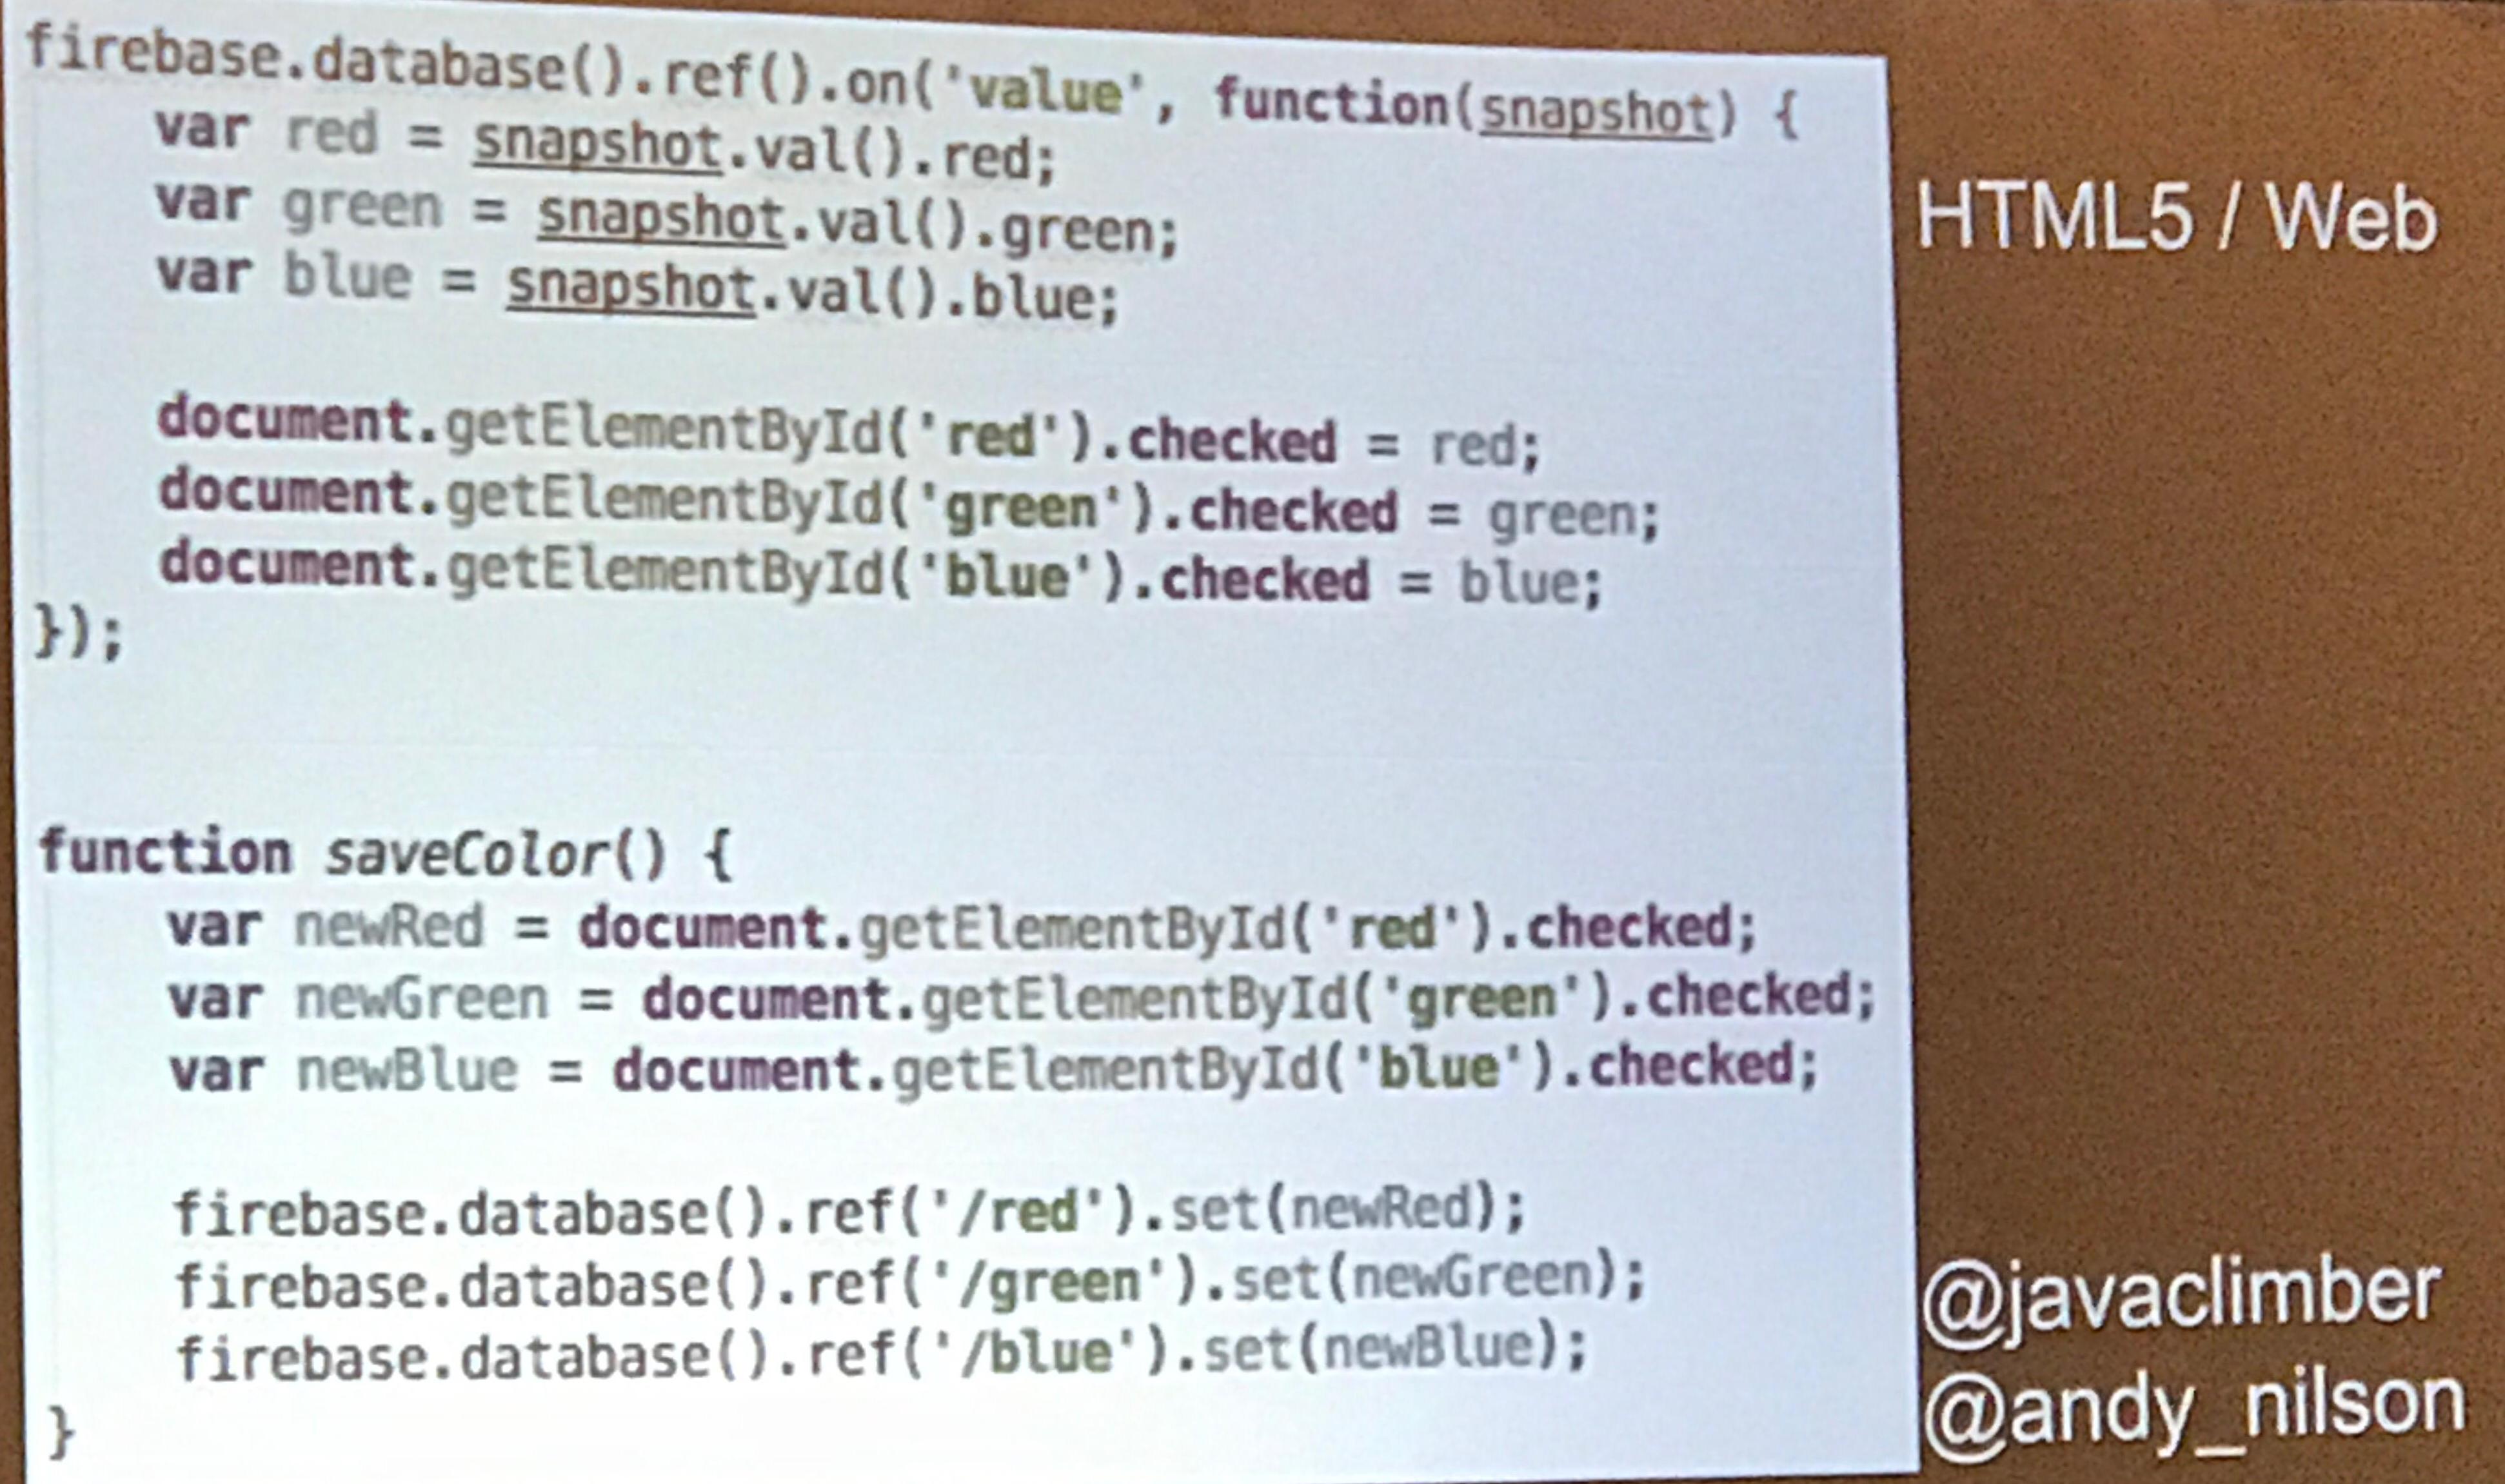 firebase.database().ref().on('value', function(snapshot) {
    var red = snapshot.val().red;
    var green = snapshot.val().green;
    var blue = snapshot.val().blue;

    document.getElementById('red').checked = red;
    document.getElementById('green').checked = green;
    document.getElementById('blue').checked = blue;
});

function saveColor() {
    var newRed = document.getElementById('red').checked;
    var newGreen = document.getElementById('green').checked;
    var newBlue = document.getElementById('blue').checked;

    firebase.database().ref('/red').set(newRed);
    firebase.database().ref('/green').set(newGreen);
    firebase.database().ref('/blue').set(newBlue);
}
HTML5 / Web
@javaclimber
@andy_nilson